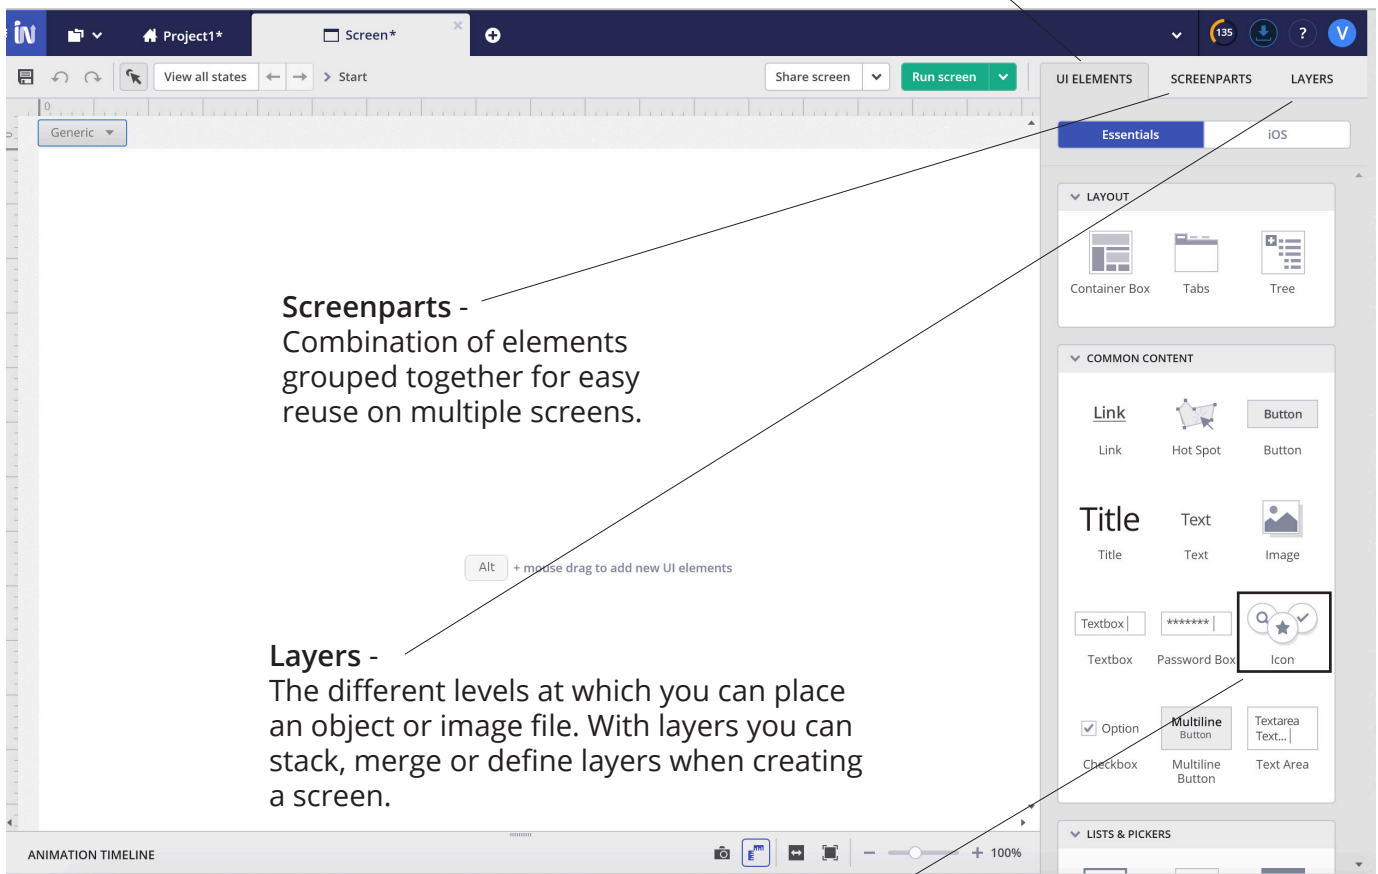 in
Project1*
Screen*
135
?
V
View all states
Start
Share screen
Run screen
UI ELEMENTS
SCREENPARTS
LAYERS
0
0
Generic
Essentials
iOS
LAYOUT
Container Box
Tabs
Tree
Screenparts -
Combination of elements
grouped together for easy
reuse on multiple screens.
COMMON CONTENT
Link
Button
Link
Hot Spot
Button
Title
Text
Title
Text
Image
Alt + mouse drag to add new UI elements
Textbox
*******
Textbox
Password Box
Icon
Layers -
The different levels at which you can place
an object or image file. With layers you can
stack, merge or define layers when creating
a screen.
Option
Multiline
Button
Textarea
Text...
Checkbox
Multiline
Button
Text Area
LISTS & PICKERS
ANIMATION TIMELINE
100%